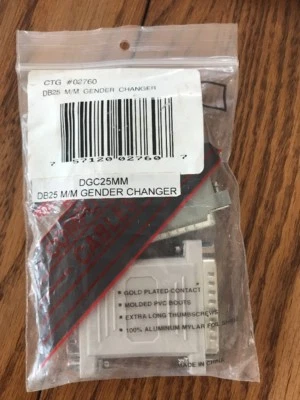 CTG #02760
DB25 M/M GENDER CHANGER
7 57120 02760 7
DGC25MM
DB25 M/M GENDER CHANGER
★ GOLD PLATED CONTACT
★ MOLDED PVC BOOTS
★ EXTRA LONG THUMBSCREWS
★ 100% ALUMINUM MYLAR FOIL
MADE IN CHINA